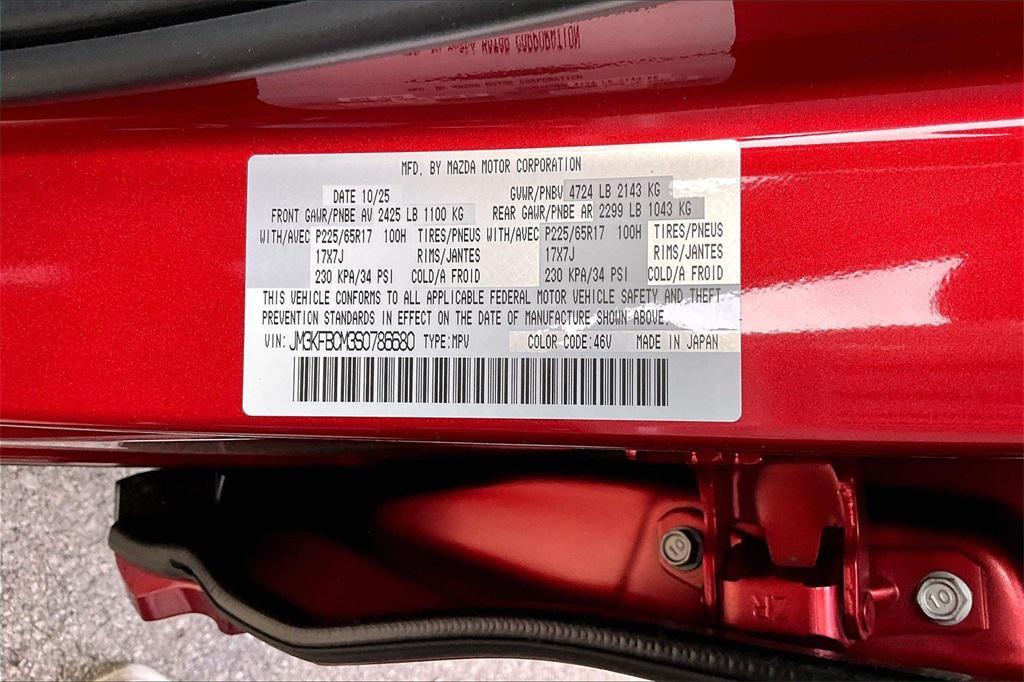 MFD. BY MAZDA MOTOR CORPORATION
DATE 10/25 GVWR/PNBV 4724 LB 2143 KG
FRONT GAWR/PNBE AV 2425 LB 1100 KG REAR GAWR/PNBE AR 2299 LB 1043 KG
WITH/AVEC P225/65R17 100H TIRES/PNEUS WITH/AVEC P225/65R17 100H TIRES/PNEUS
17X7J RIMS/JANTES 17X7J RIMS/JANTES
230 KPA/34 PSI COLD/A FROID 230 KPA/34 PSI COLD/A FROID
THIS VEHICLE CONFORMS TO ALL APPLICABLE FEDERAL MOTOR VEHICLE SAFETY AND THEFT
PREVENTION STANDARDS IN EFFECT ON THE DATE OF MANUFACTURE SHOWN ABOVE.
VIN: JM3KFBCM3S0786680 TYPE:MPV COLOR CODE:46V MADE IN JAPAN
10
10
ZR